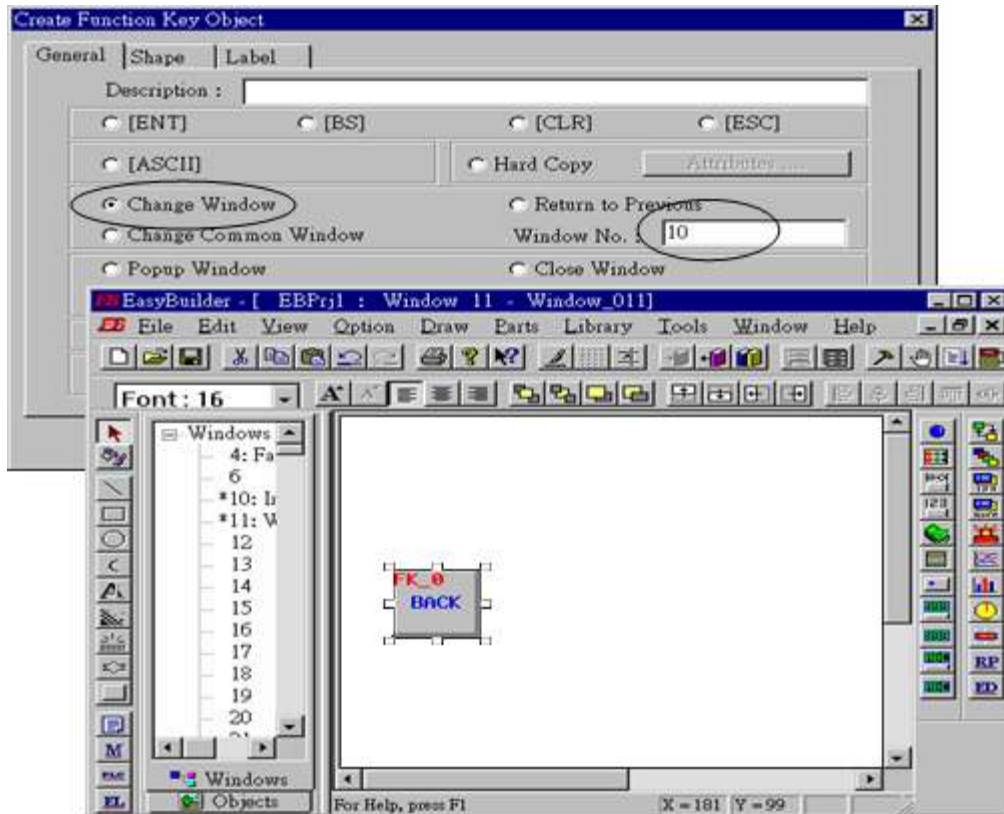 Create Function Key Object
General Shape Label
Description :
[ENT] [BS] [CLR] [ESC]
[ASCII] Hard Copy Attributes ....
Change Window Return to Previous
Change Common Window Window No. : 10
Popup Window Close Window
EasyBuilder - [ EBPrj1 : Window 11 - Window_011]
File Edit View Option Draw Parts Library Tools Window Help
Font: 16
Windows
4: Fa
6
*10: In
*11: W
12
13
14
15
16
17
18
19
20
21
FK_0
BACK
M
EL
RP
ED
Windows
Objects
For Help, press F1 X = 181 Y = 99